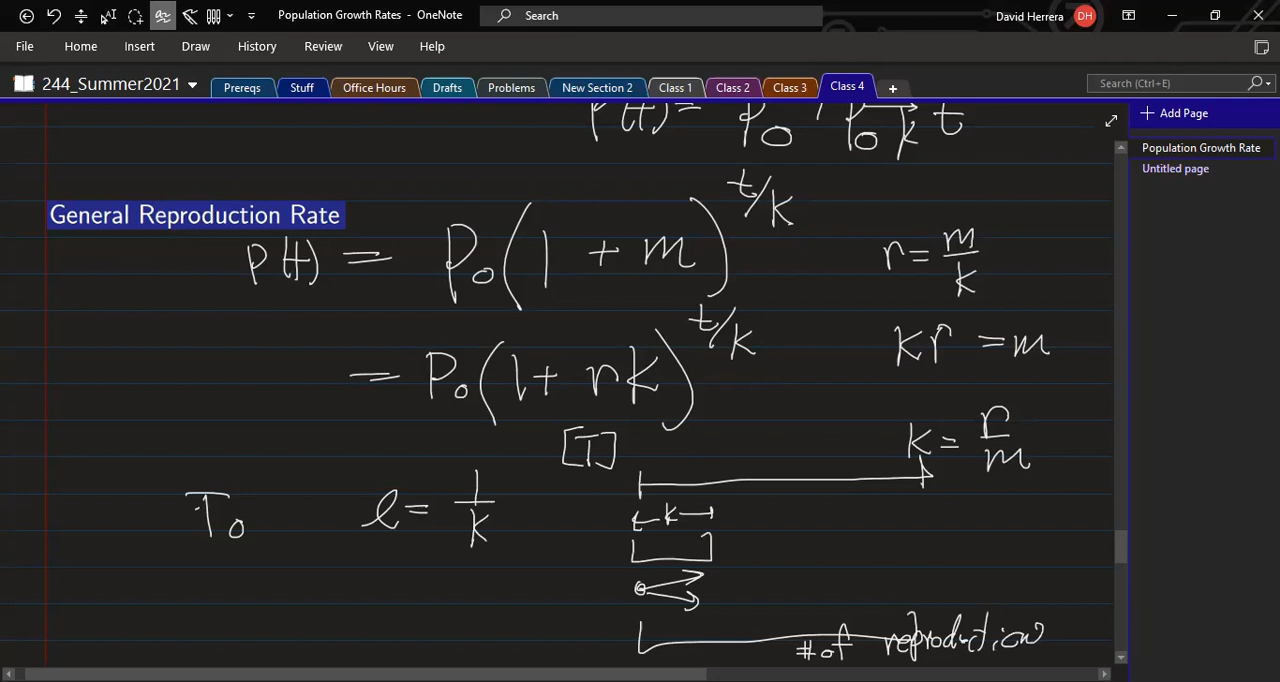 Population Growth Rates - OneNote
Search
David Herrera DH
File Home Insert Draw History Review View Help
244_Summer2021 Prereqs Stuff Office Hours Drafts Problems New Section 2 Class 1 Class 2 Class 3 Class 4 +
Search (Ctrl+E)
Add Page
Population Growth Rate
Untitled page
P(t) = P₀ + P₀ k t
General Reproduction Rate
P(t) = P₀(1 + m)^{t/k}
r = m/k
= P₀(1 + rk)^{t/k}
kr = m
[T]
k = r/m
T₀
l = 1/k
k
# of reproduction